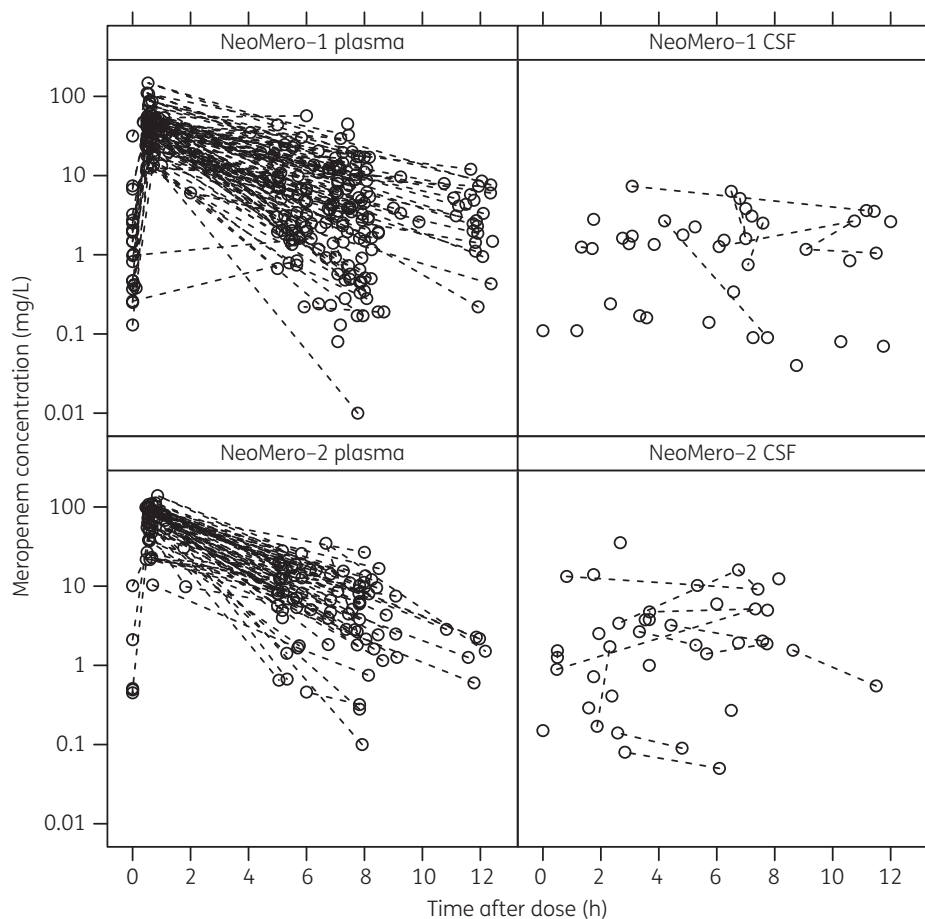 NeoMero–1 plasma
NeoMero–1 CSF
100
10
1
0.1
0.01
NeoMero–2 plasma
NeoMero–2 CSF
100
10
1
0.1
0.01
Meropenem concentration (mg/L)
0 2 4 6 8 10 12
0 2 4 6 8 10 12
Time after dose (h)